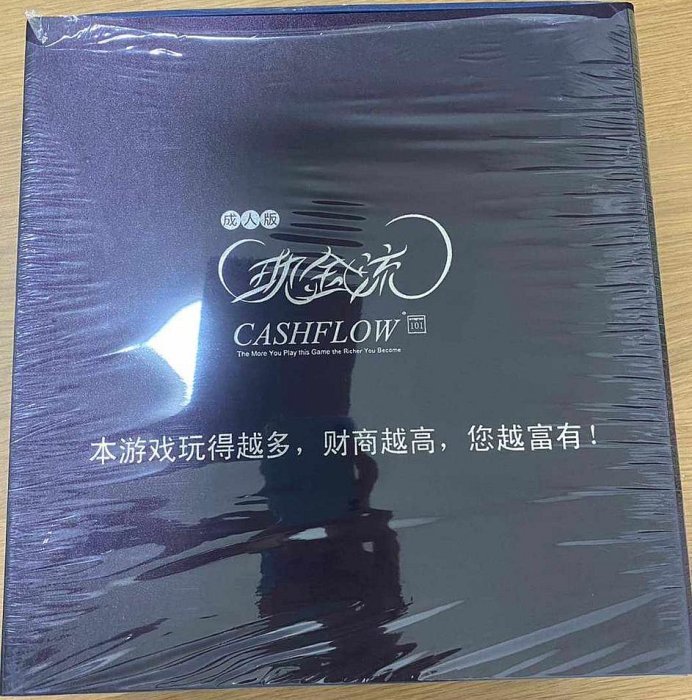 成人版
现金流
CASHFLOW 101
The More You Play this Game the Richer You Become
本游戏玩得越多，财商越高，您越富有！